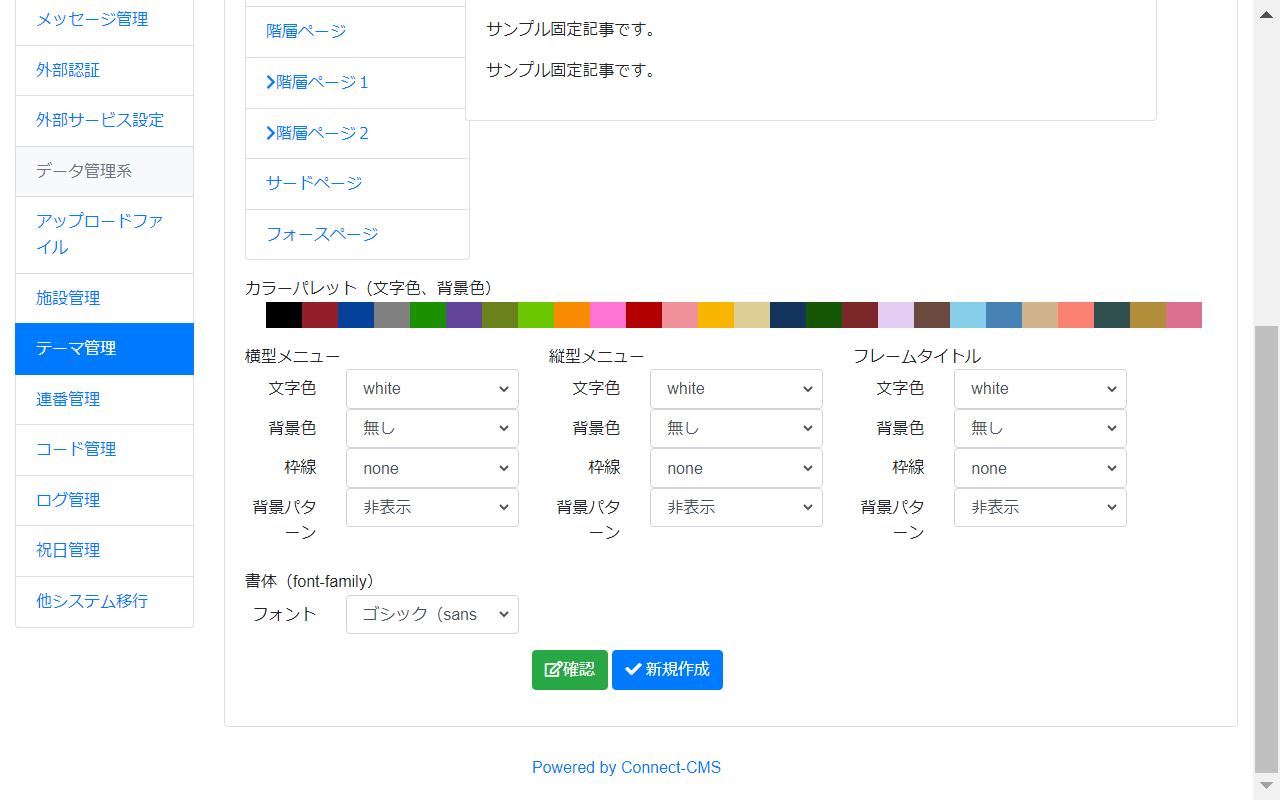 メッセージ管理
外部認証
外部サービス設定
データ管理系
アップロードファ
イル
施設管理
テーマ管理
連番管理
コード管理
ログ管理
祝日管理
他システム移行
階層ページ
階層ページ１
階層ページ２
サードページ
フォースページ
サンプル固定記事です。
サンプル固定記事です。
カラーパレット（文字色、背景色）
横型メニュー
文字色 white
背景色 無し
枠線 none
背景パタ 非表示
ーン
縦型メニュー
文字色 white
背景色 無し
枠線 none
背景パタ 非表示
ーン
フレームタイトル
文字色 white
背景色 無し
枠線 none
背景パタ 非表示
ーン
書体（font-family）
フォント ゴシック（sans
確認 新規作成
Powered by Connect-CMS